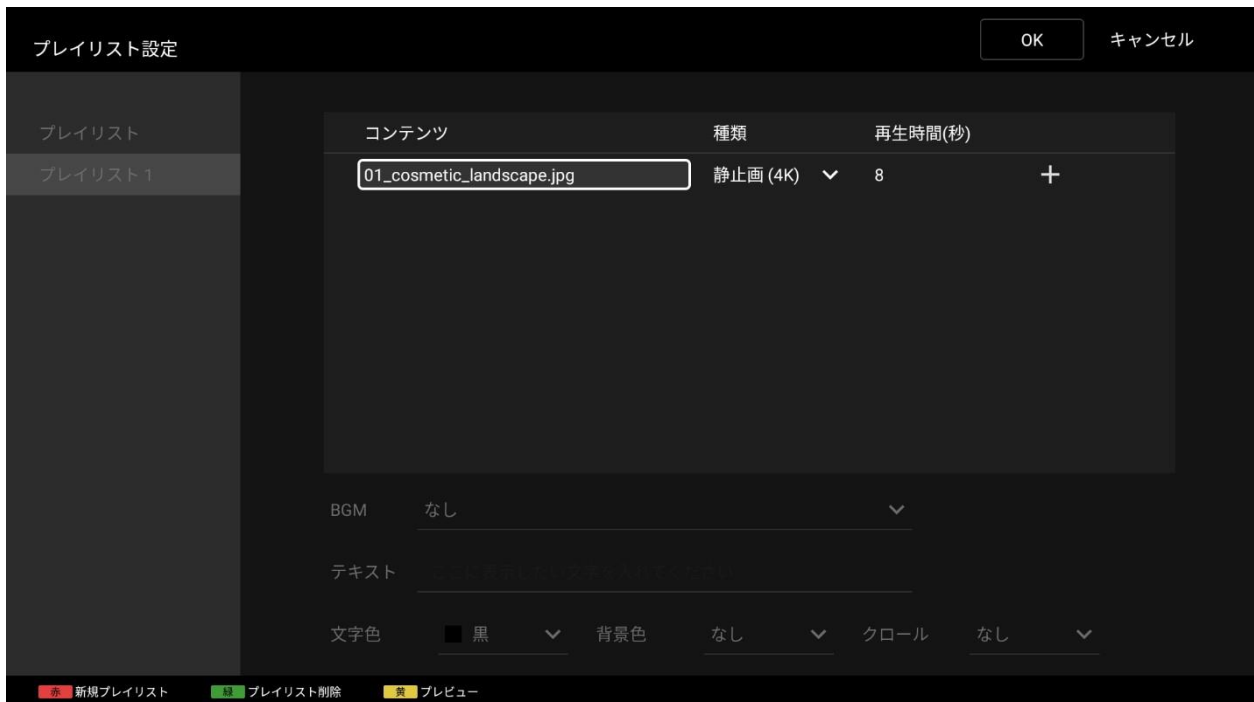 プレイリスト設定
OK
キャンセル
プレイリスト
プレイリスト 1
コンテンツ 種類 再生時間(秒)
01_cosmetic_landscape.jpg 静止画 (4K) 8 +
BGM なし
テキスト
文字色 黒 背景色 なし クロール なし
赤 新規プレイリスト 緑 プレイリスト削除 黄 プレビュー